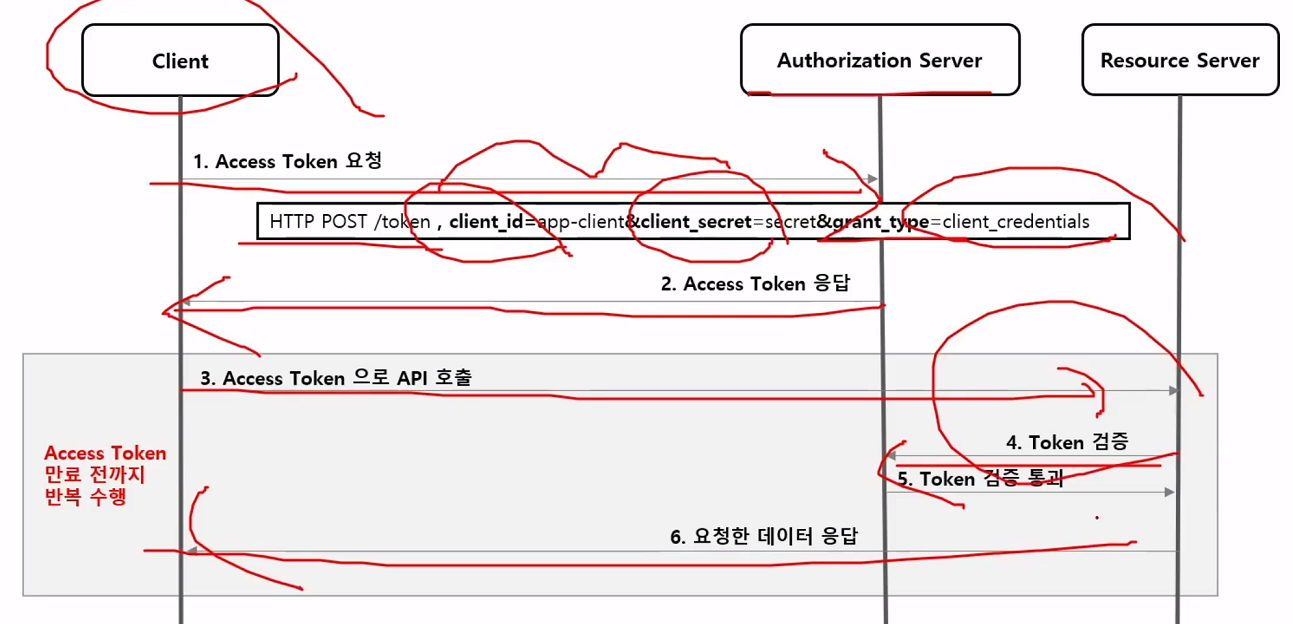 Client
Authorization Server
Resource Server
1. Access Token 요청
HTTP POST /token , client_id=app-client&client_secret=secret&grant_type=client_credentials
2. Access Token 응답
3. Access Token 으로 API 호출
4. Token 검증
Access Token
만료 전까지
반복 수행
5. Token 검증 통과
6. 요청한 데이터 응답